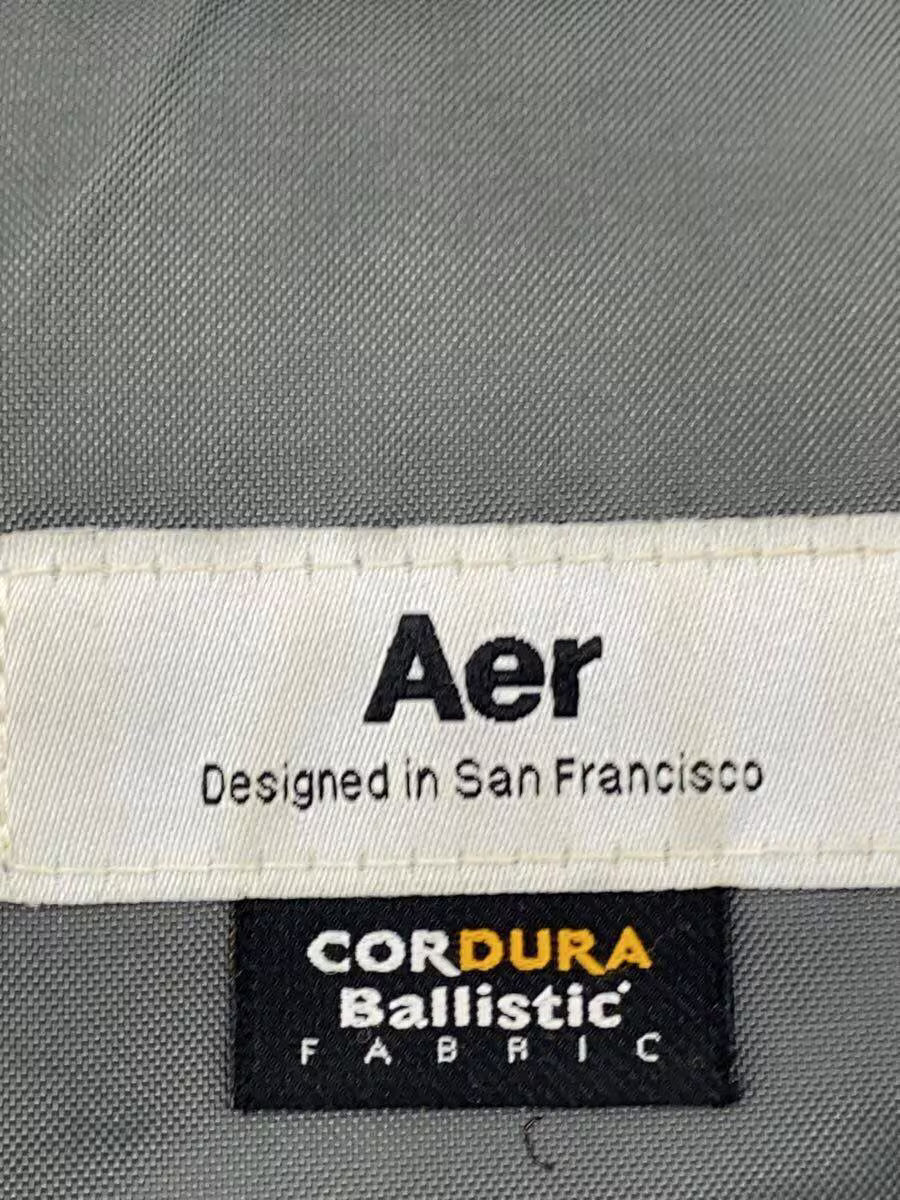 Aer
Designed in San Francisco
CORDURA
Ballistic
FABRIC